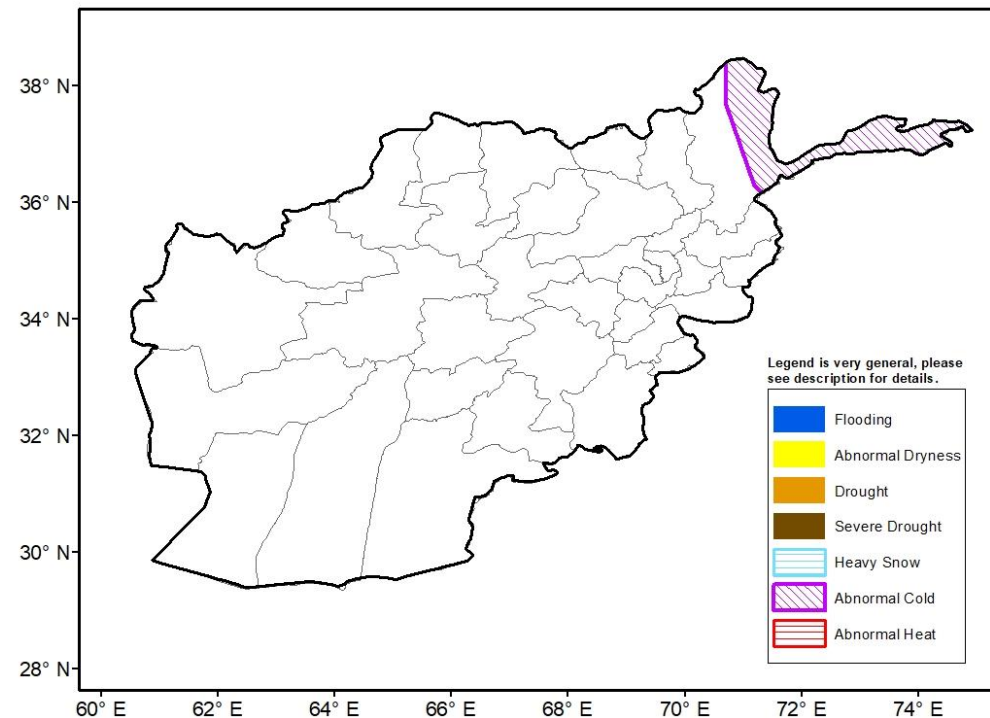 38° N
36° N
34° N
32° N
30° N
28° N
60° E 62° E 64° E 66° E 68° E 70° E 72° E 74° E
Legend is very general, please
see description for details.
Flooding
Abnormal Dryness
Drought
Severe Drought
Heavy Snow
Abnormal Cold
Abnormal Heat